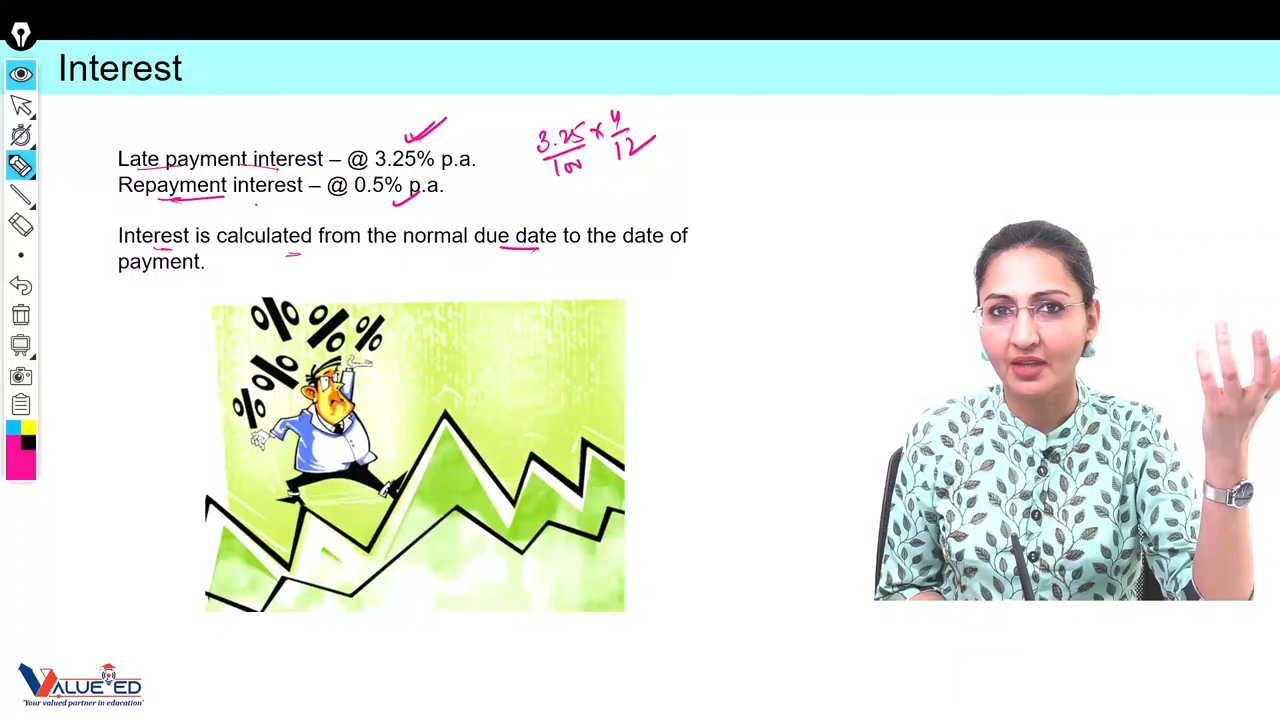 Interest
Late payment interest – @ 3.25% p.a.
Repayment interest – @ 0.5% p.a.
3.25 × 4
100 12
Interest is calculated from the normal due date to the date of
payment.
% % %
% %
VALUE ED
"Your valued partner in education"